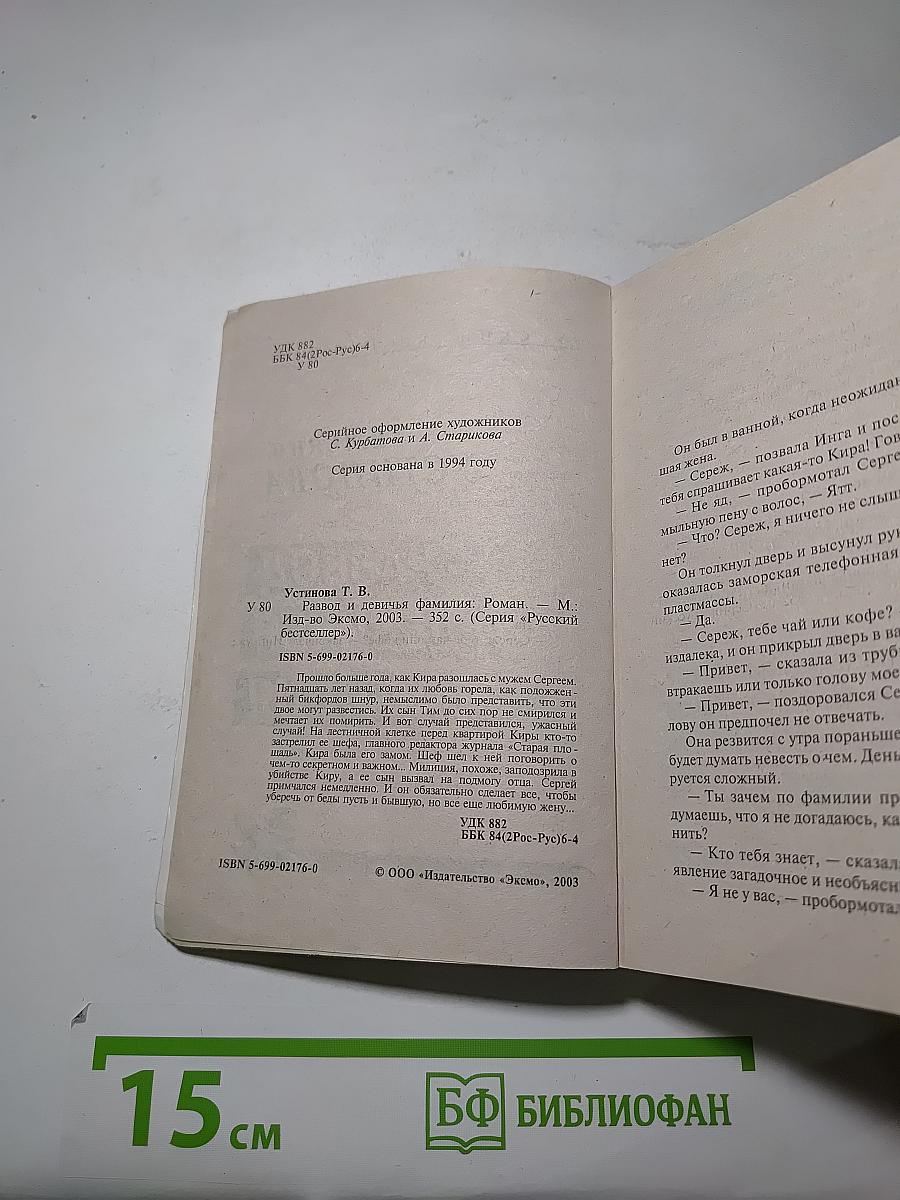 УДК 882
ББК 84(2Рос-Рус)6-4
У 80
Серийное оформление художников
С. Курбатова и А. Старикова
Серия основана в 1994 году
Устинова Т. В.
У 80 Развод и девичья фамилия: Роман. — М.:
Изд-во Эксмо, 2003. — 352 с. (Серия «Русский
бестселлер»).
ISBN 5-699-02176-0
Прошло больше года, как Кира разошлась с мужем Сергеем.
Пятнадцать лет назад, когда их любовь горела, как подожжен-
ный бикфордов шнур, немыслимо было представить, что эти
двое могут развестись. Их сын Тим до сих пор не смирился и
мечтает их помирить. И вот случай представился, ужасный
случай! На лестничной клетке перед квартирой Киры кто-то
застрелил ее шефа, главного редактора журнала «Старая пло-
щадь». Кира была его замом. Шеф шел к ней поговорить о
чем-то секретном и важном... Милиция, похоже, заподозрила в
убийстве Киру, а ее сын вызвал на подмогу отца. Сергей
примчался немедленно. И он обязательно сделает все, чтобы
уберечь от беды пусть и бывшую, но все еще любимую жену...
УДК 882
ББК 84(2Рос-Рус)6-4
ISBN 5-699-02176-0
© ООО «Издательство «Эксмо», 2003
Он был в ванной, когда неожидан
шая жена.
— Сереж, — позвала Инга и пос
тебя спрашивает какая-то Кира! Гов
— Не яд, — пробормотал Серге
мыльную пену с волос, — Ятт.
— Что? Сереж, я ничего не слыш
нет?
Он толкнул дверь и высунул рук
оказалась заморская телефонная
пластмассы.
— Да.
— Сереж, тебе чай или кофе?
издалека, и он прикрыл дверь в ва
— Привет, — сказала из труб
втракаешь или только голову мое
— Привет, — поздоровался Се
лову он предпочел не отвечать.
Она резвится с утра пораньше
будет думать невесть о чем. День
руется сложный.
— Ты зачем по фамилии пр
думаешь, что я не догадаюсь, ка
нить?
— Кто тебя знает, — сказал
явление загадочное и необъясн
— Я не у вас, — пробормотал
15 см
БФ БИБЛИОФАН